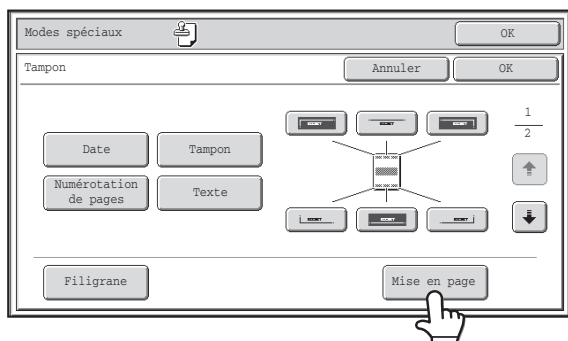 Modes spéciaux
OK
Tampon
Annuler
OK
1
2
Date
Tampon
Numérotation
de pages
Texte
Filigrane
Mise en page